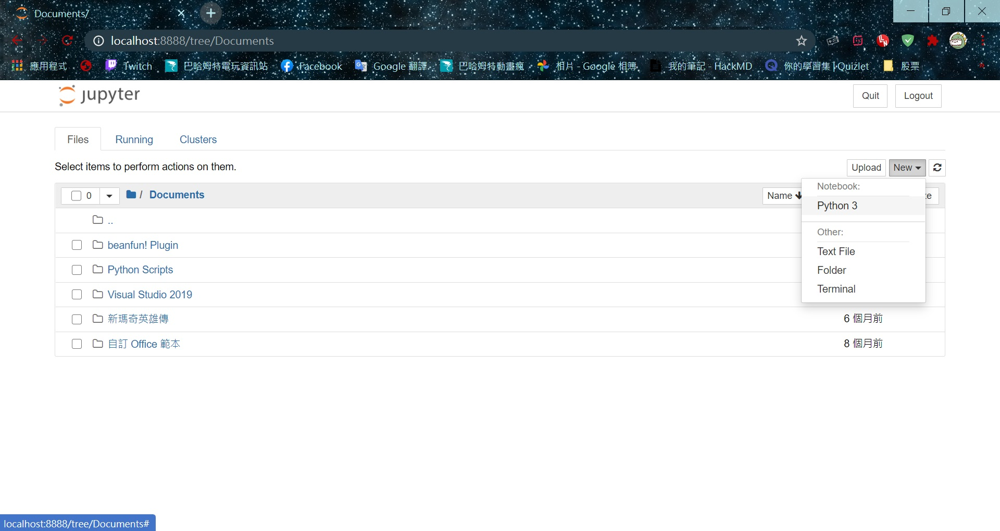 Documents/
localhost:8888/tree/Documents
應用程式 Twitch 巴哈姆特電玩資訊站 Facebook Google 翻譯 巴哈姆特動畫瘋 相片 - Google 相簿 我的筆記 - HackMD 你的學習集 | Quizlet 股票
jupyter Quit Logout
Files Running Clusters
Select items to perform actions on them. Upload New
0 / Documents Name
Notebook:
Python 3
..
Other:
beanfun! Plugin
Text File
Python Scripts
Folder
Visual Studio 2019
Terminal
新瑪奇英雄傳 6 個月前
自訂 Office 範本 8 個月前
localhost:8888/tree/Documents#